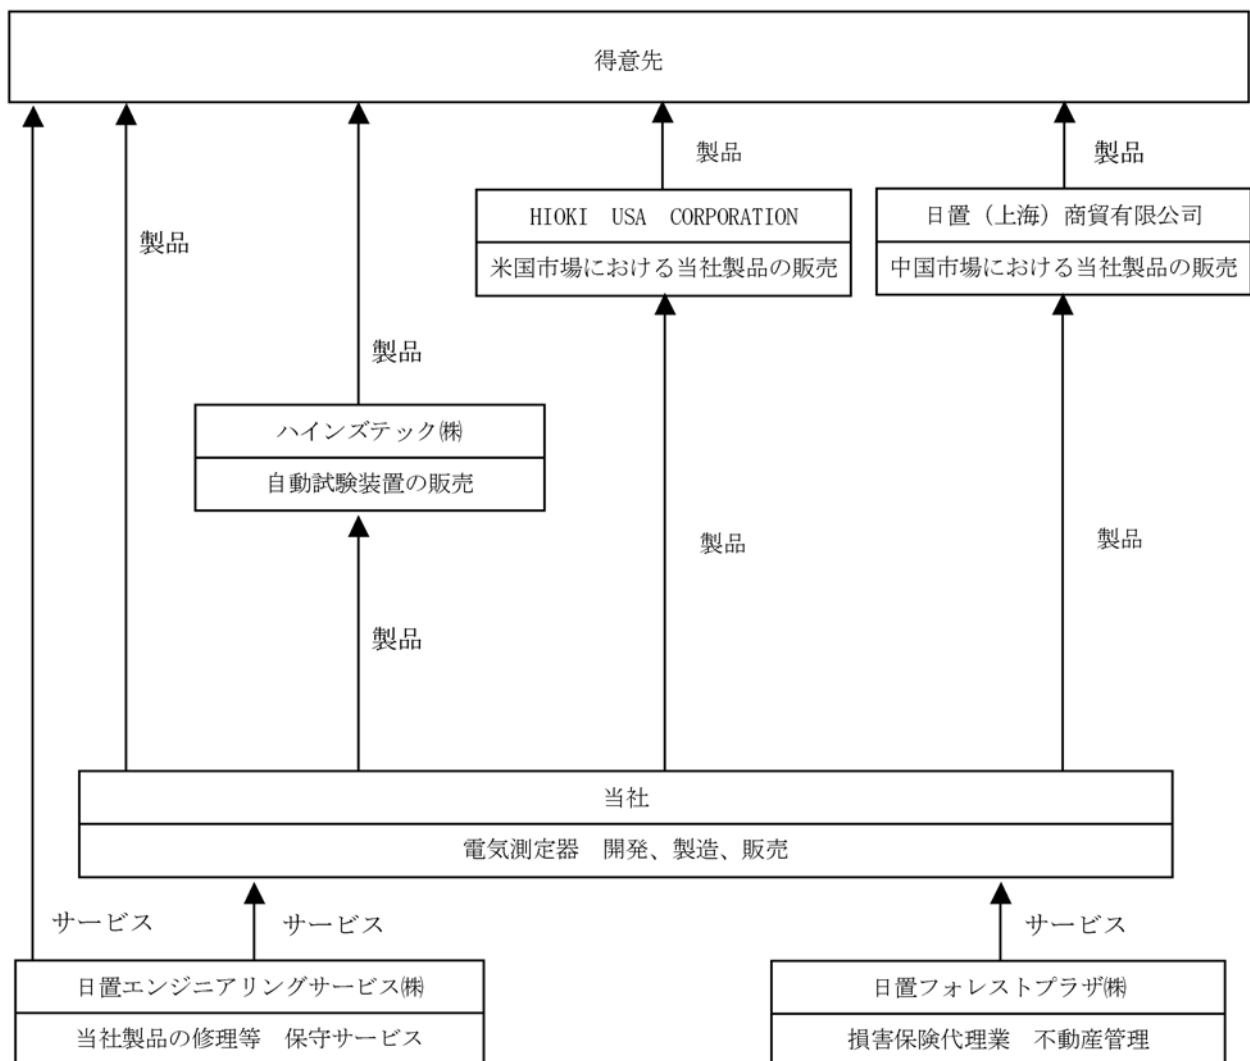 得意先
製品
製品
HIOKI　USA　CORPORATION
日置（上海）商貿有限公司
製品
米国市場における当社製品の販売
中国市場における当社製品の販売
製品
ハインズテック㈱
自動試験装置の販売
製品
製品
製品
当社
電気測定器　開発、製造、販売
サービス
サービス
サービス
日置エンジニアリングサービス㈱
日置フォレストプラザ㈱
当社製品の修理等　保守サービス
損害保険代理業　不動産管理